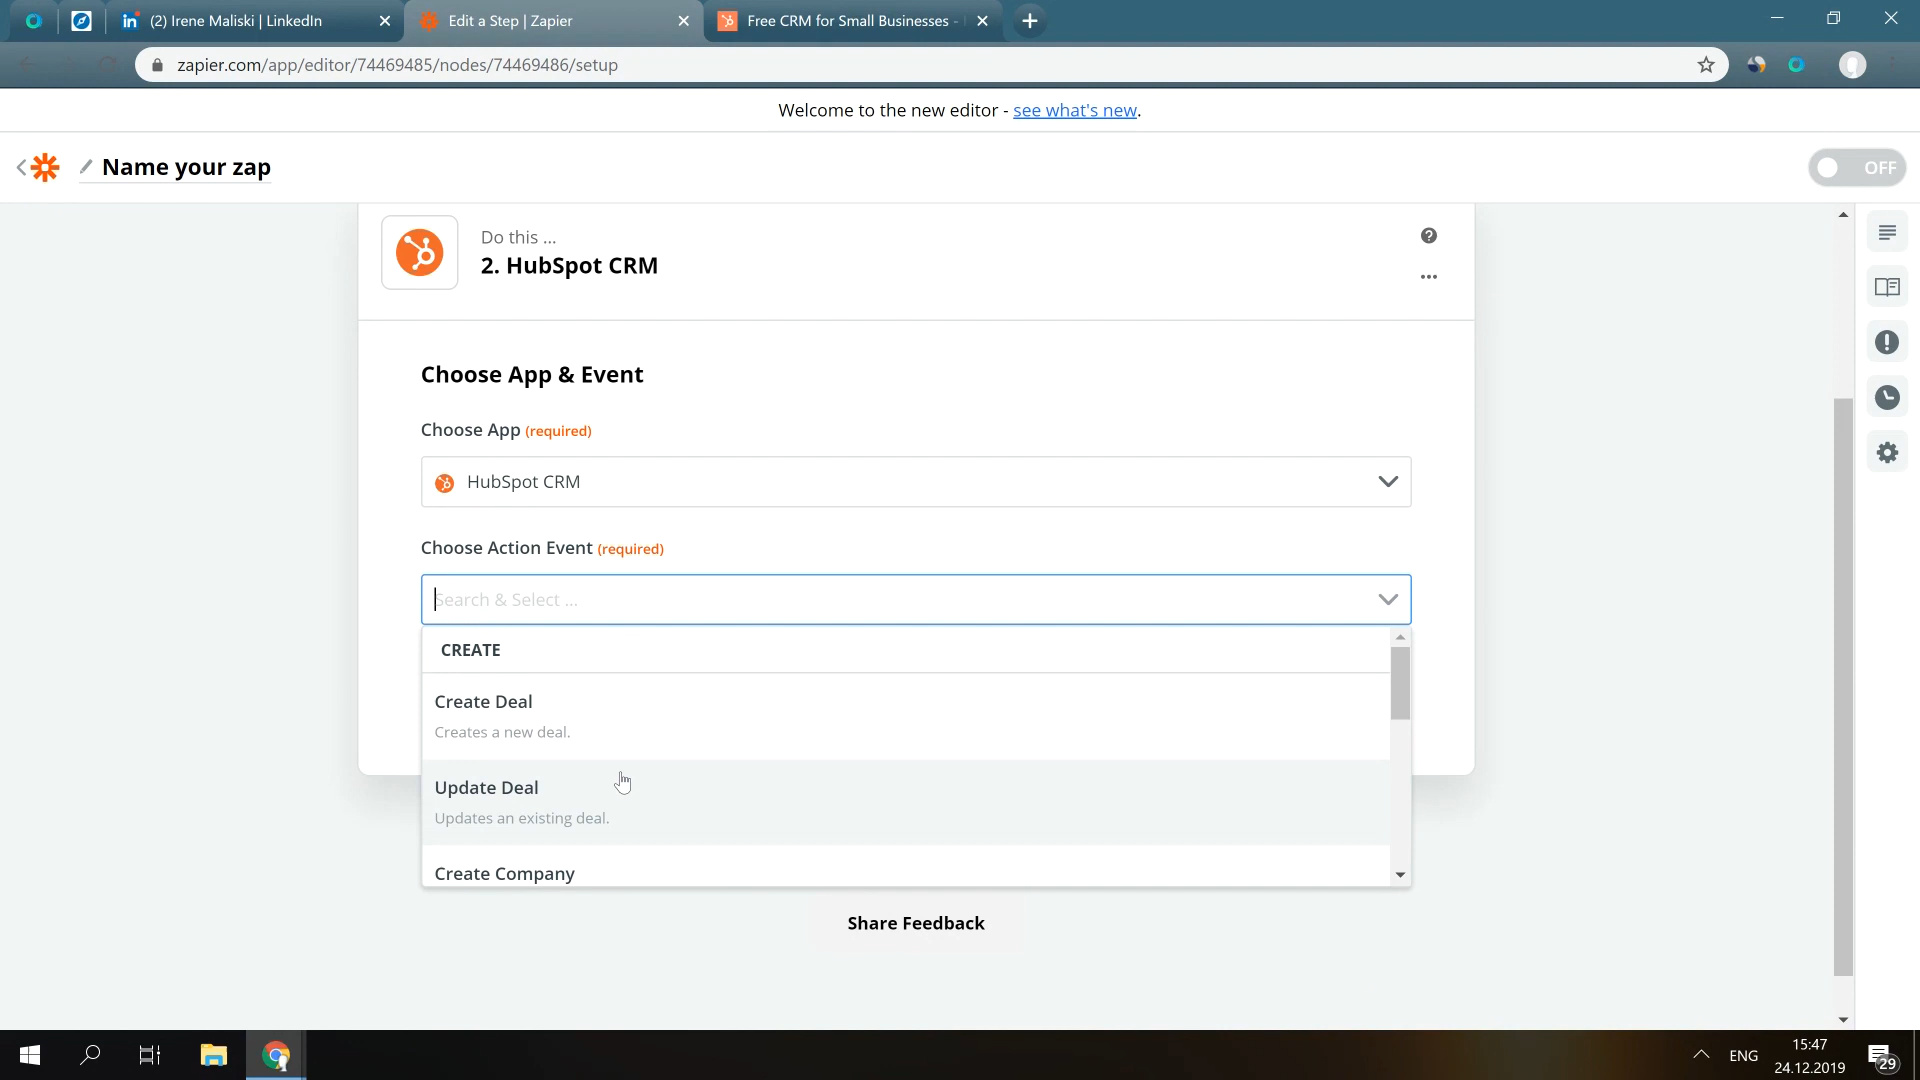 (2) Irene Maliski | LinkedIn
Edit a Step | Zapier
Free CRM for Small Businesses -
zapier.com/app/editor/74469485/nodes/74469486/setup
Welcome to the new editor - see what's new.
Name your zap
OFF
Do this ...
2. HubSpot CRM
Choose App & Event
Choose App (required)
HubSpot CRM
Choose Action Event (required)
Search & Select ...
CREATE
Create Deal
Creates a new deal.
Update Deal
Updates an existing deal.
Create Company
Share Feedback
ENG
15:47
24.12.2019
29